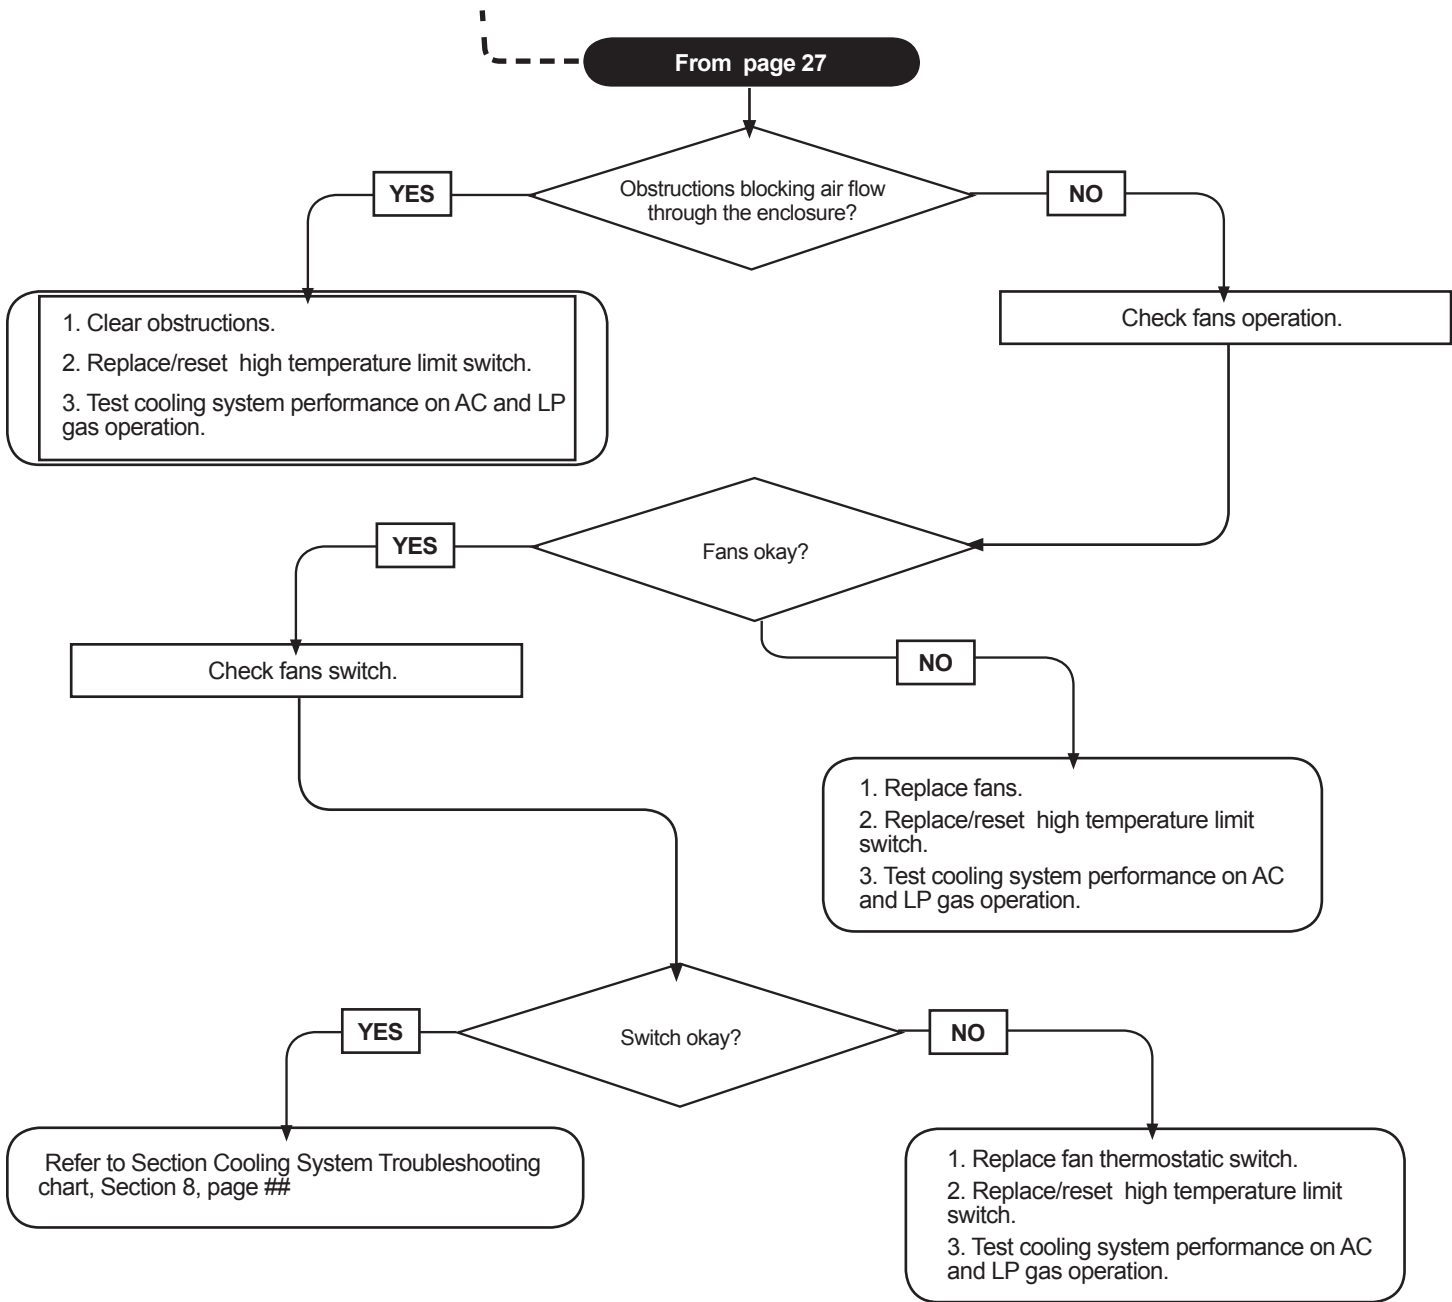 From page 27
Obstructions blocking air flow
through the enclosure?
YES
NO
1. Clear obstructions.
2. Replace/reset high temperature limit switch.
3. Test cooling system performance on AC and LP
gas operation.
Check fans operation.
Fans okay?
YES
NO
Check fans switch.
1. Replace fans.
2. Replace/reset high temperature limit
switch.
3. Test cooling system performance on AC
and LP gas operation.
Switch okay?
YES
NO
Refer to Section Cooling System Troubleshooting
chart, Section 8, page ##
1. Replace fan thermostatic switch.
2. Replace/reset high temperature limit
switch.
3. Test cooling system performance on AC
and LP gas operation.